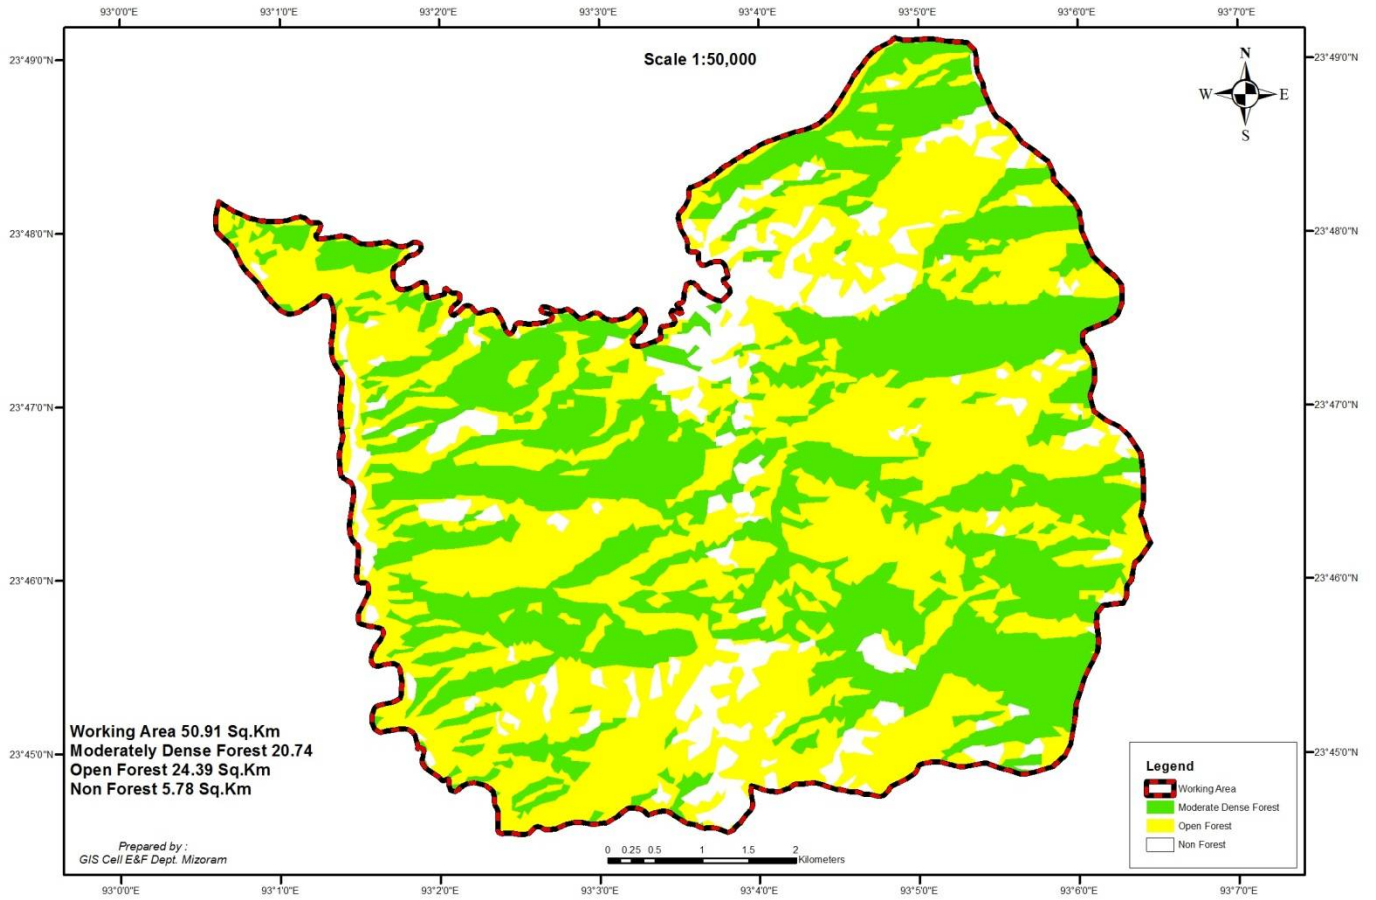 93°0'0"E 93°1'0"E 93°2'0"E 93°3'0"E 93°4'0"E 93°5'0"E 93°6'0"E 93°7'0"E
Scale 1:50,000
N
W E
S
23°49'0"N 23°49'0"N
23°48'0"N 23°48'0"N
23°47'0"N 23°47'0"N
23°46'0"N 23°46'0"N
23°45'0"N 23°45'0"N
Working Area 50.91 Sq.Km
Moderately Dense Forest 20.74
Open Forest 24.39 Sq.Km
Non Forest 5.78 Sq.Km
Prepared by :
GIS Cell E&F Dept. Mizoram
0 0.25 0.5 1 1.5 2
Kilometers
Legend
Working Area
Moderate Dense Forest
Open Forest
Non Forest
93°0'0"E 93°1'0"E 93°2'0"E 93°3'0"E 93°4'0"E 93°5'0"E 93°6'0"E 93°7'0"E